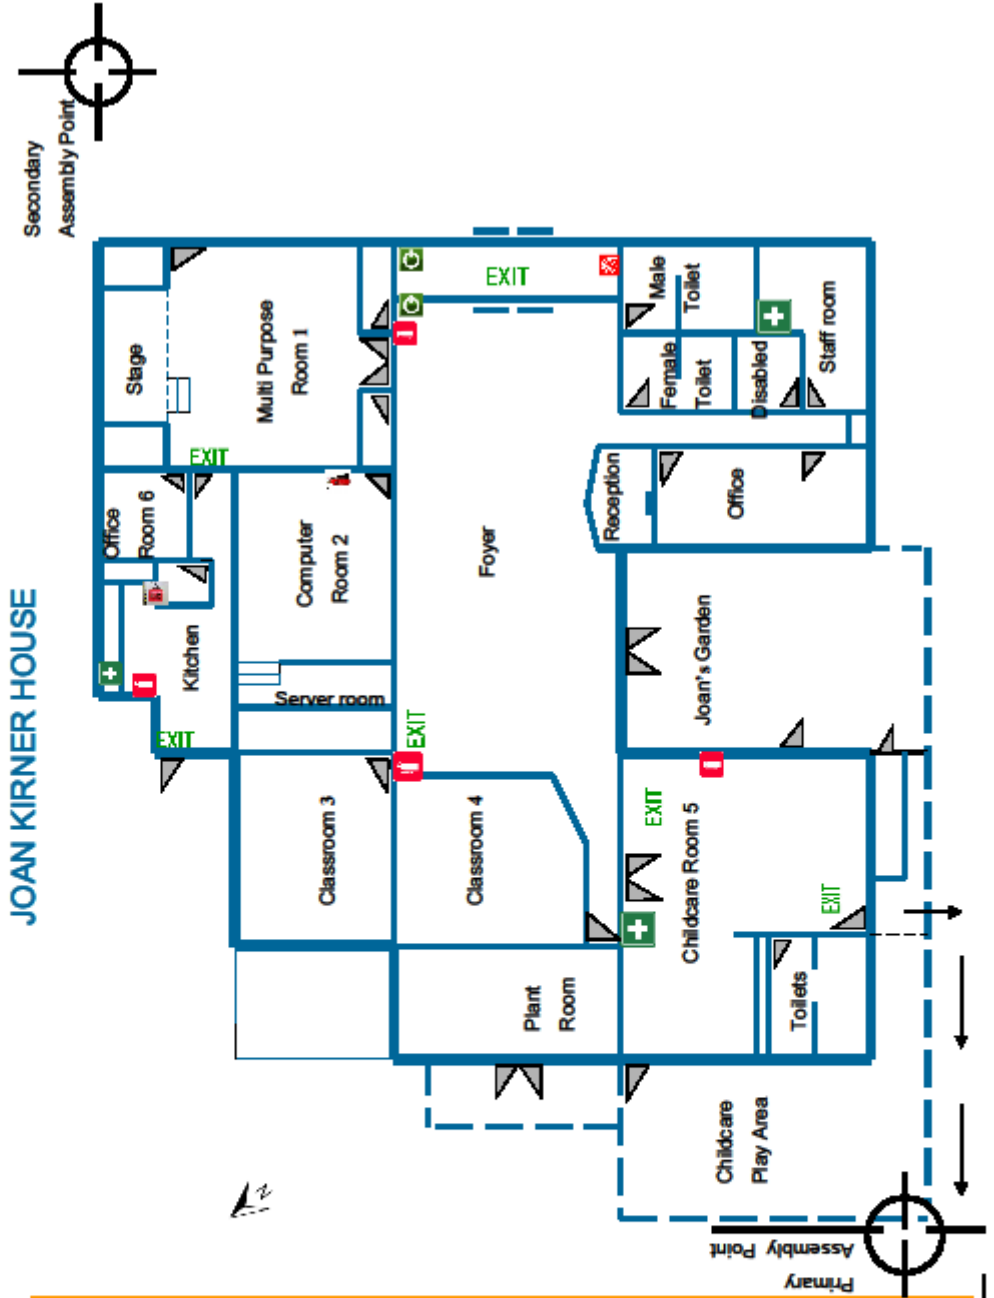 JOAN KIRNER HOUSE
Secondary
Assembly Point
Stage
Multi Purpose
Room 1
EXIT
EXIT
Male
Toilet
Female
Toilet
Disabled
Staff room
Office
Room 6
Kitchen
EXIT
Computer
Room 2
Server room
EXIT
Foyer
Reception
Office
Classroom 3
Classroom 4
Joan's Garden
EXIT
Childcare Room 5
EXIT
Toilets
Plant
Room
Childcare
Play Area
N
Primary
Assembly Point